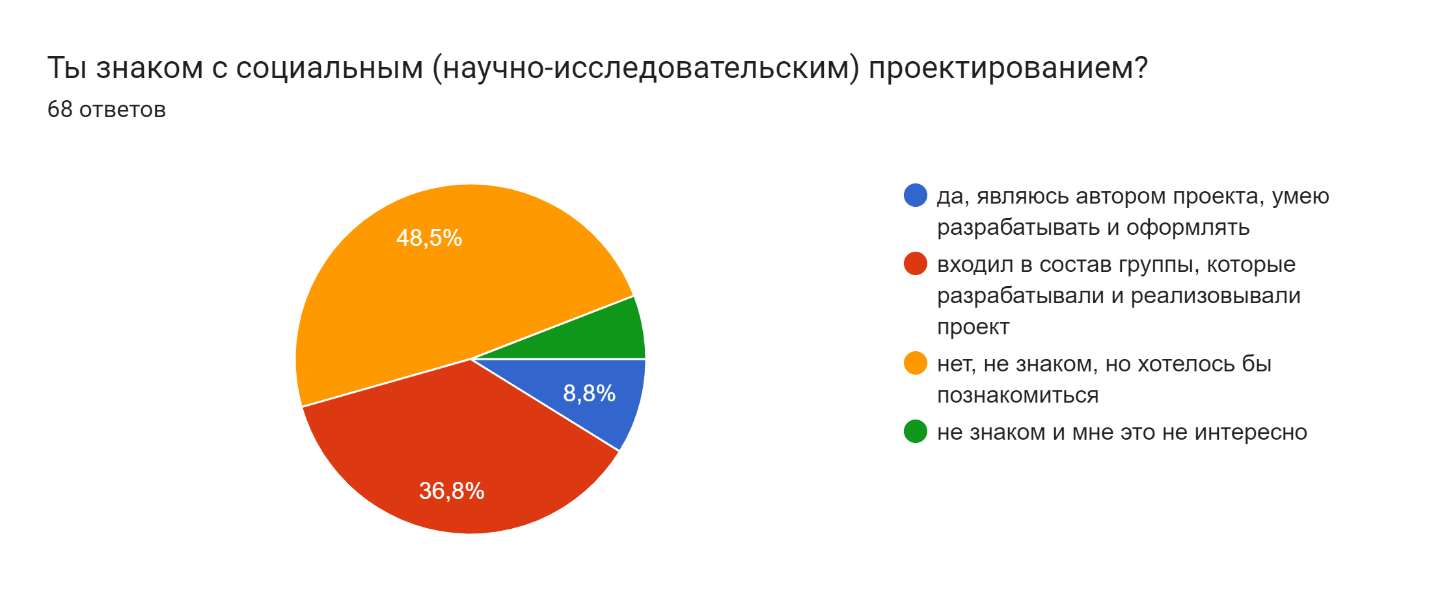 Ты знаком с социальным (научно-исследовательским) проектированием?
68 ответов
48,5%
8,8%
36,8%
да, являюсь автором проекта, умею
разрабатывать и оформлять
входил в состав группы, которые
разрабатывали и реализовывали
проект
нет, не знаком, но хотелось бы
познакомиться
не знаком и мне это не интересно